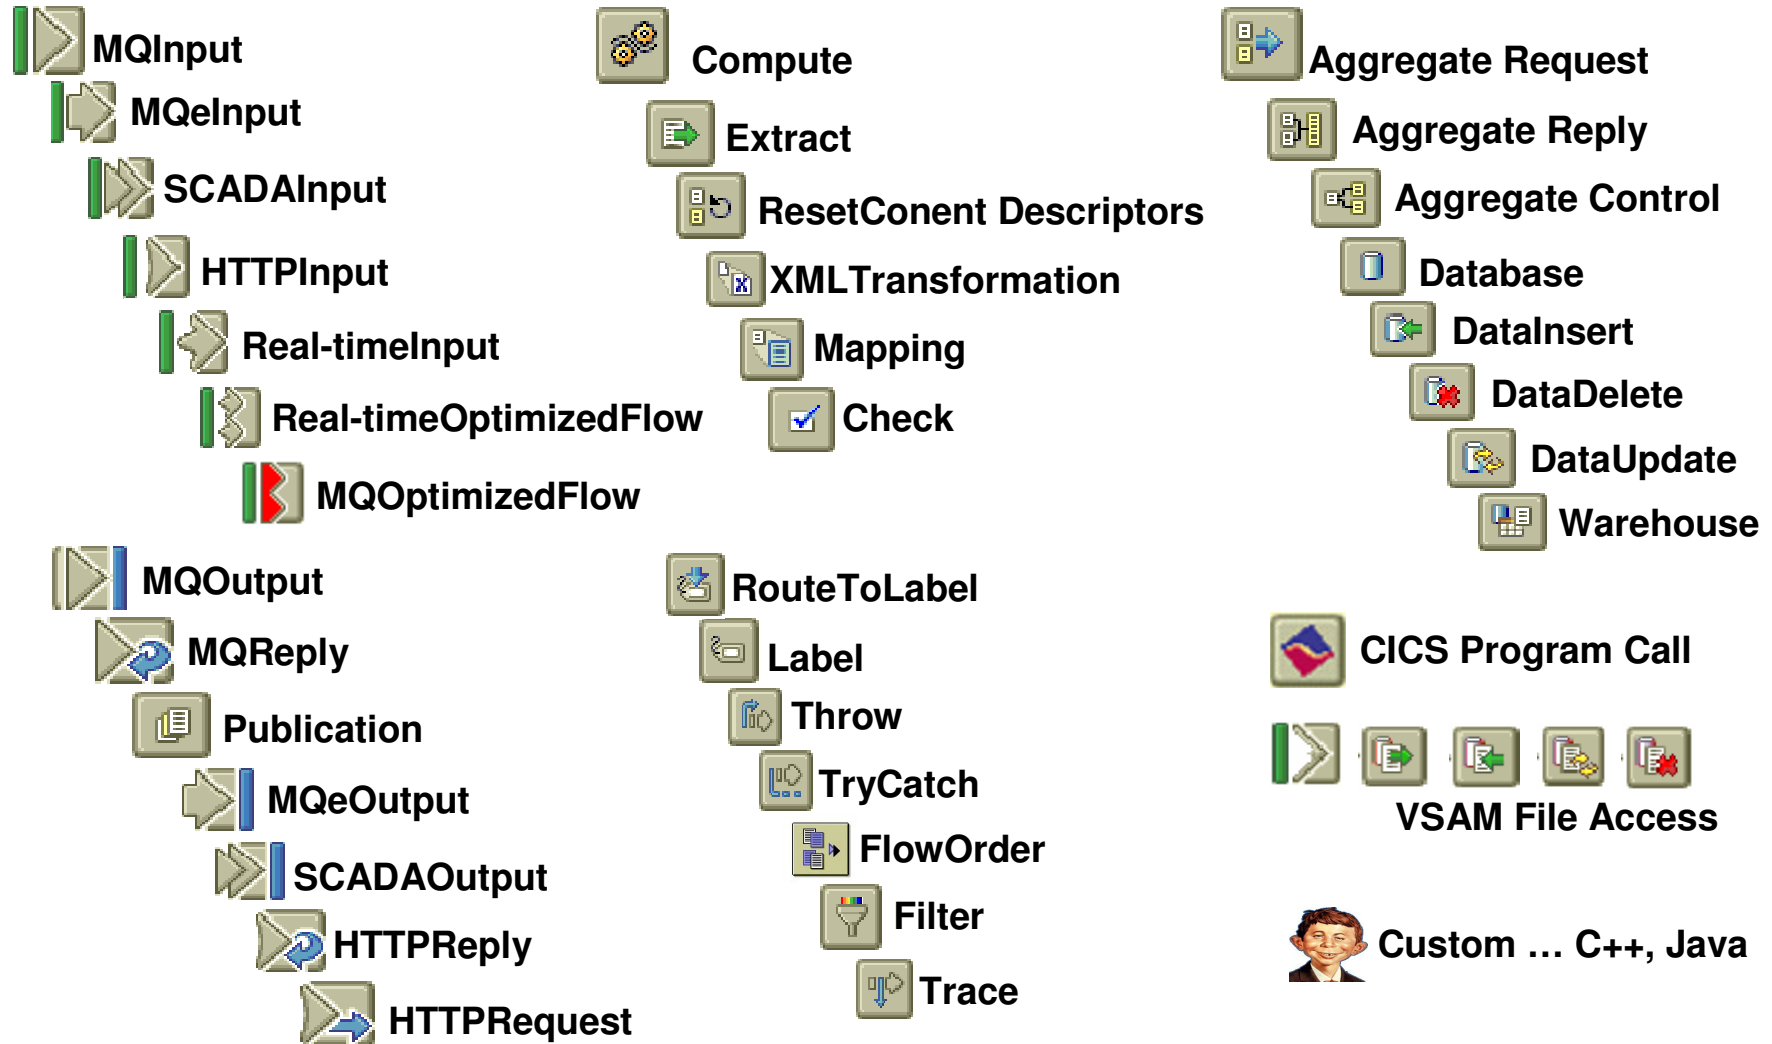 MQInput
MQeInput
SCADAInput
HTTPInput
Real-timeInput
Real-timeOptimizedFlow
MQOptimizedFlow
Compute
Extract
ResetConent Descriptors
XMLTransformation
Mapping
Check
Aggregate Request
Aggregate Reply
Aggregate Control
Database
DataInsert
DataDelete
DataUpdate
Warehouse
MQOutput
MQReply
Publication
MQeOutput
SCADAOutput
HTTPReply
HTTPRequest
RouteToLabel
Label
Throw
TryCatch
FlowOrder
Filter
Trace
CICS Program Call
VSAM File Access
Custom … C++, Java